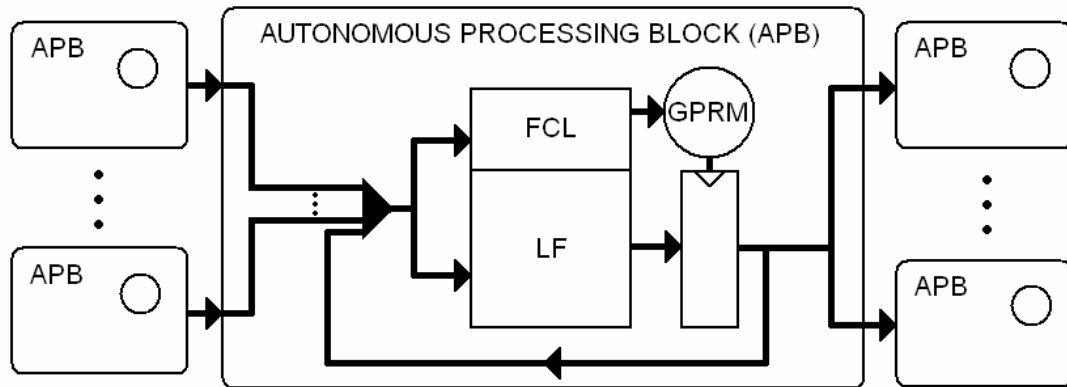 APB
APB
AUTONOMOUS PROCESSING BLOCK (APB)
FCL
GPRM
LF
APB
APB